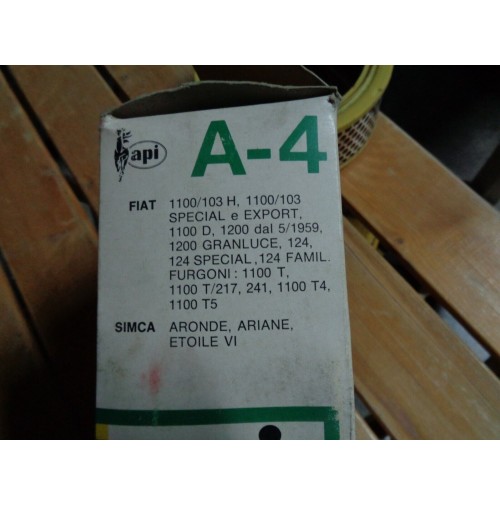 api
A-4
FIAT 1100/103 H, 1100/103
SPECIAL e EXPORT,
1100 D, 1200 dal 5/1959,
1200 GRANLUCE, 124,
124 SPECIAL, 124 FAMIL.
FURGONI: 1100 T,
1100 T/217, 241, 1100 T4,
1100 T5
SIMCA ARONDE, ARIANE,
ETOILE VI